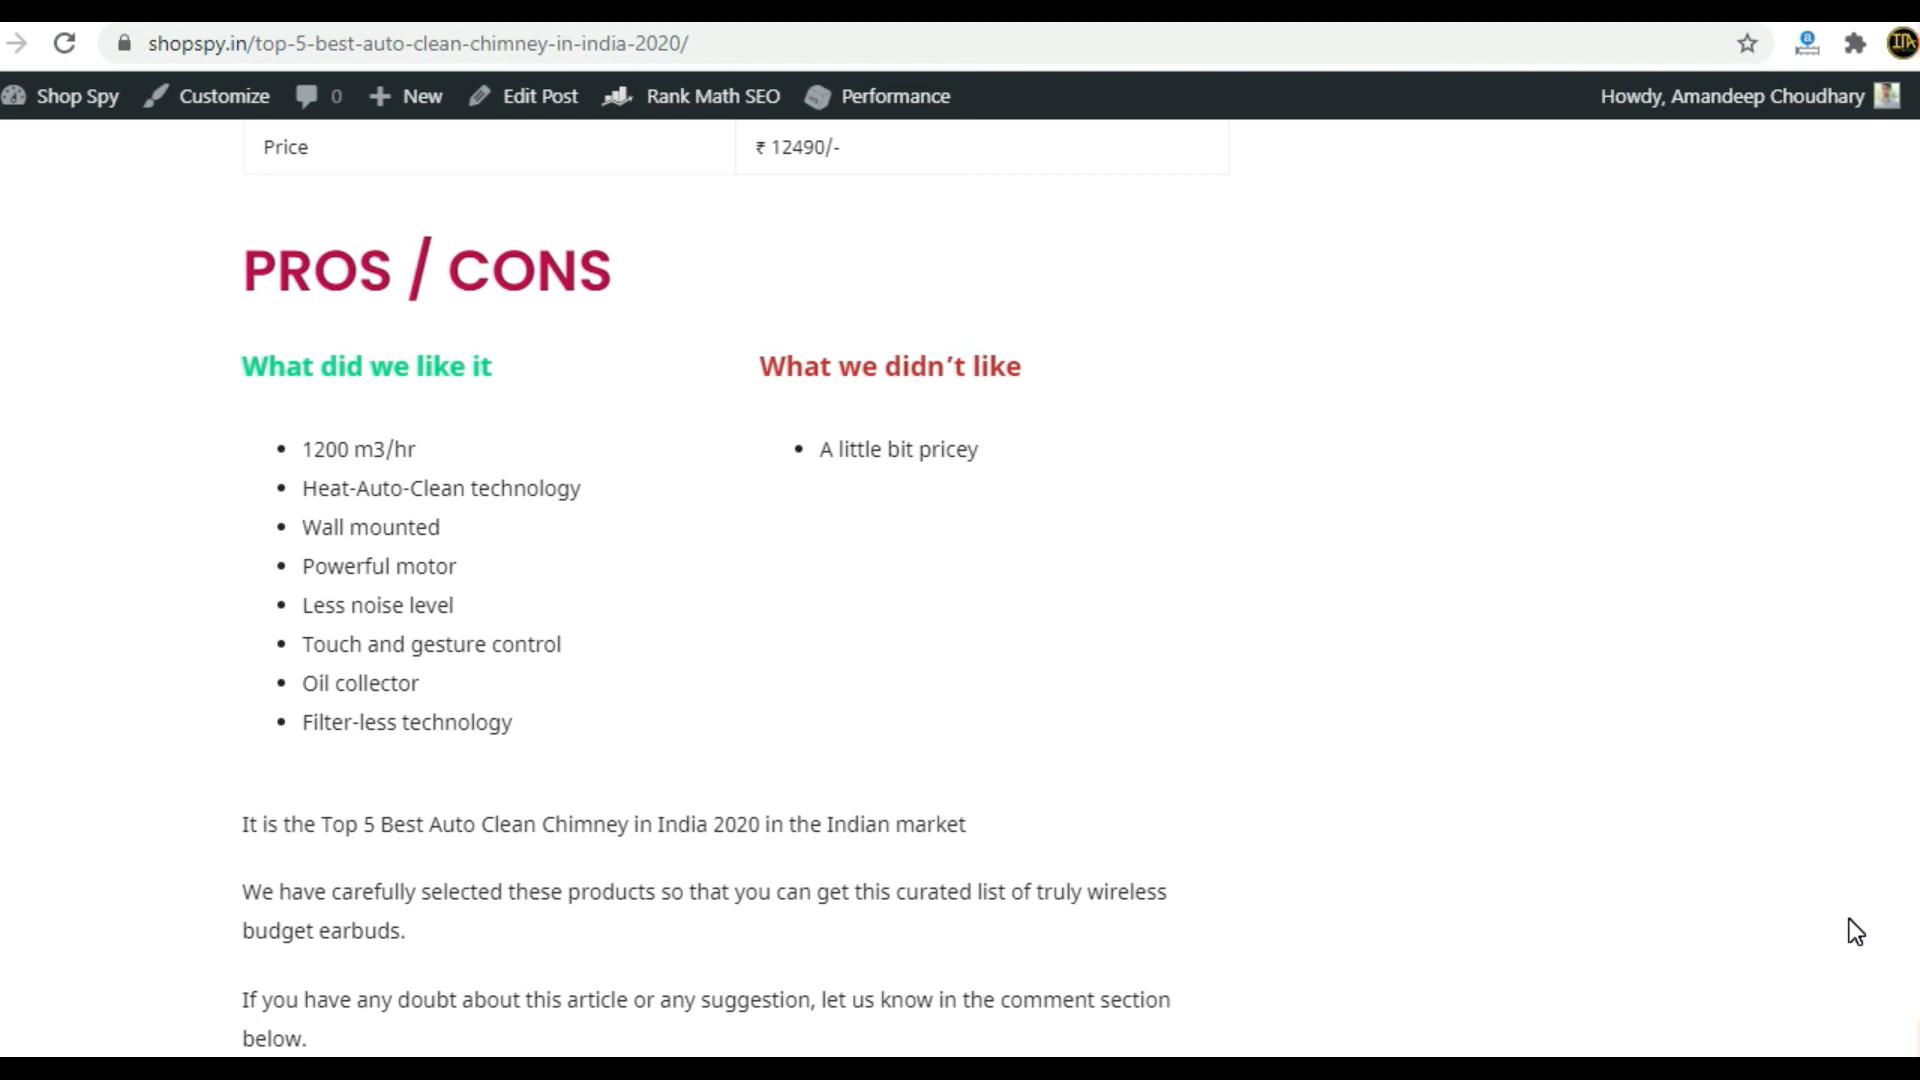 shopspy.in/top-5-best-auto-clean-chimney-in-india-2020/
Shop Spy Customize 0 New Edit Post Rank Math SEO Performance Howdy, Amandeep Choudhary
Price ₹ 12490/-
PROS / CONS
What did we like it What we didn’t like
1200 m3/hr A little bit pricey
Heat-Auto-Clean technology
Wall mounted
Powerful motor
Less noise level
Touch and gesture control
Oil collector
Filter-less technology
It is the Top 5 Best Auto Clean Chimney in India 2020 in the Indian market
We have carefully selected these products so that you can get this curated list of truly wireless
budget earbuds.
If you have any doubt about this article or any suggestion, let us know in the comment section
below.